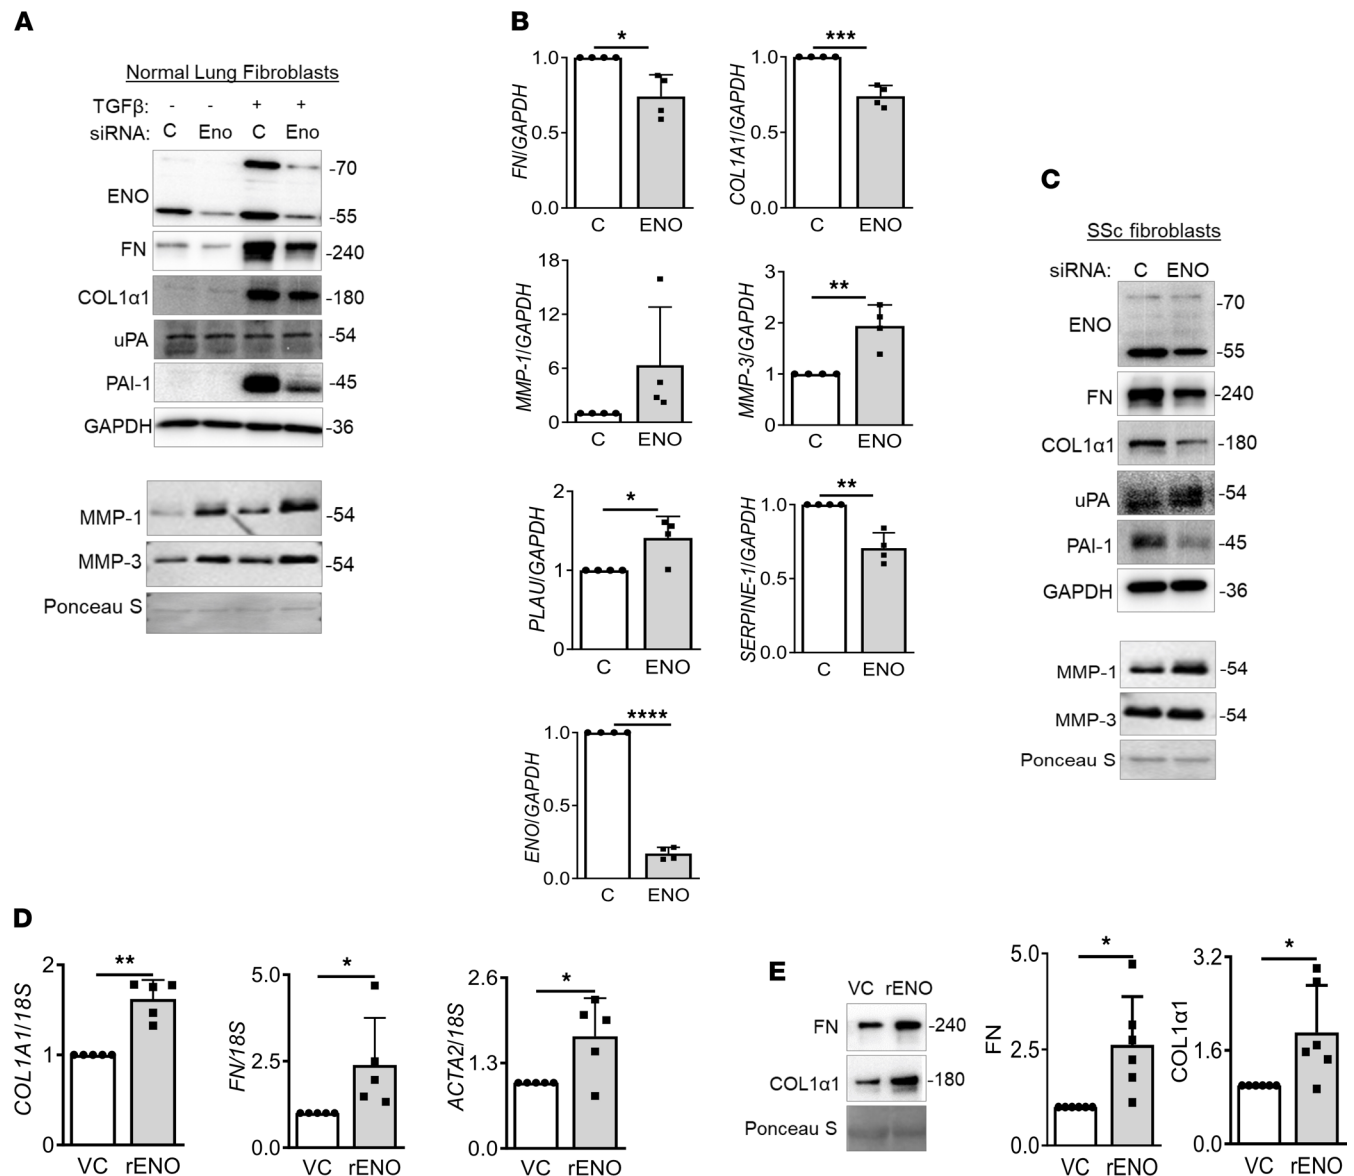 A
Normal Lung Fibroblasts
TGFβ: - - + +
siRNA: C Eno C Eno
ENO -70
-55
FN -240
COL1α1 -180
uPA -54
PAI-1 -45
GAPDH -36
MMP-1 -54
MMP-3 -54
Ponceau S
B
FN/GAPDH
1.0
0.5
0.0
*
C ENO
COL1A1/GAPDH
1.0
0.5
0.0
***
C ENO
MMP-1/GAPDH
18
12
6
0
C ENO
MMP-3/GAPDH
3
2
1
0
**
C ENO
PLAU/GAPDH
2
1
0
*
C ENO
SERPINE-1/GAPDH
1.0
0.5
0.0
**
C ENO
ENO/GAPDH
1.0
0.5
0.0
****
C ENO
C
SSc fibroblasts
siRNA: C ENO
ENO -70
-55
FN -240
COL1α1 -180
uPA -54
PAI-1 -45
GAPDH -36
MMP-1 -54
MMP-3 -54
Ponceau S
D
COL1A1/18S
2
1
0
**
VC rENO
FN/18S
5.0
2.5
0.0
*
VC rENO
ACTA2/18S
2.6
1.3
0.0
*
VC rENO
E
VC rENO
FN -240
COL1α1 -180
Ponceau S
FN
5.0
2.5
0.0
*
VC rENO
COL1α1
3.2
1.6
0.0
*
VC rENO